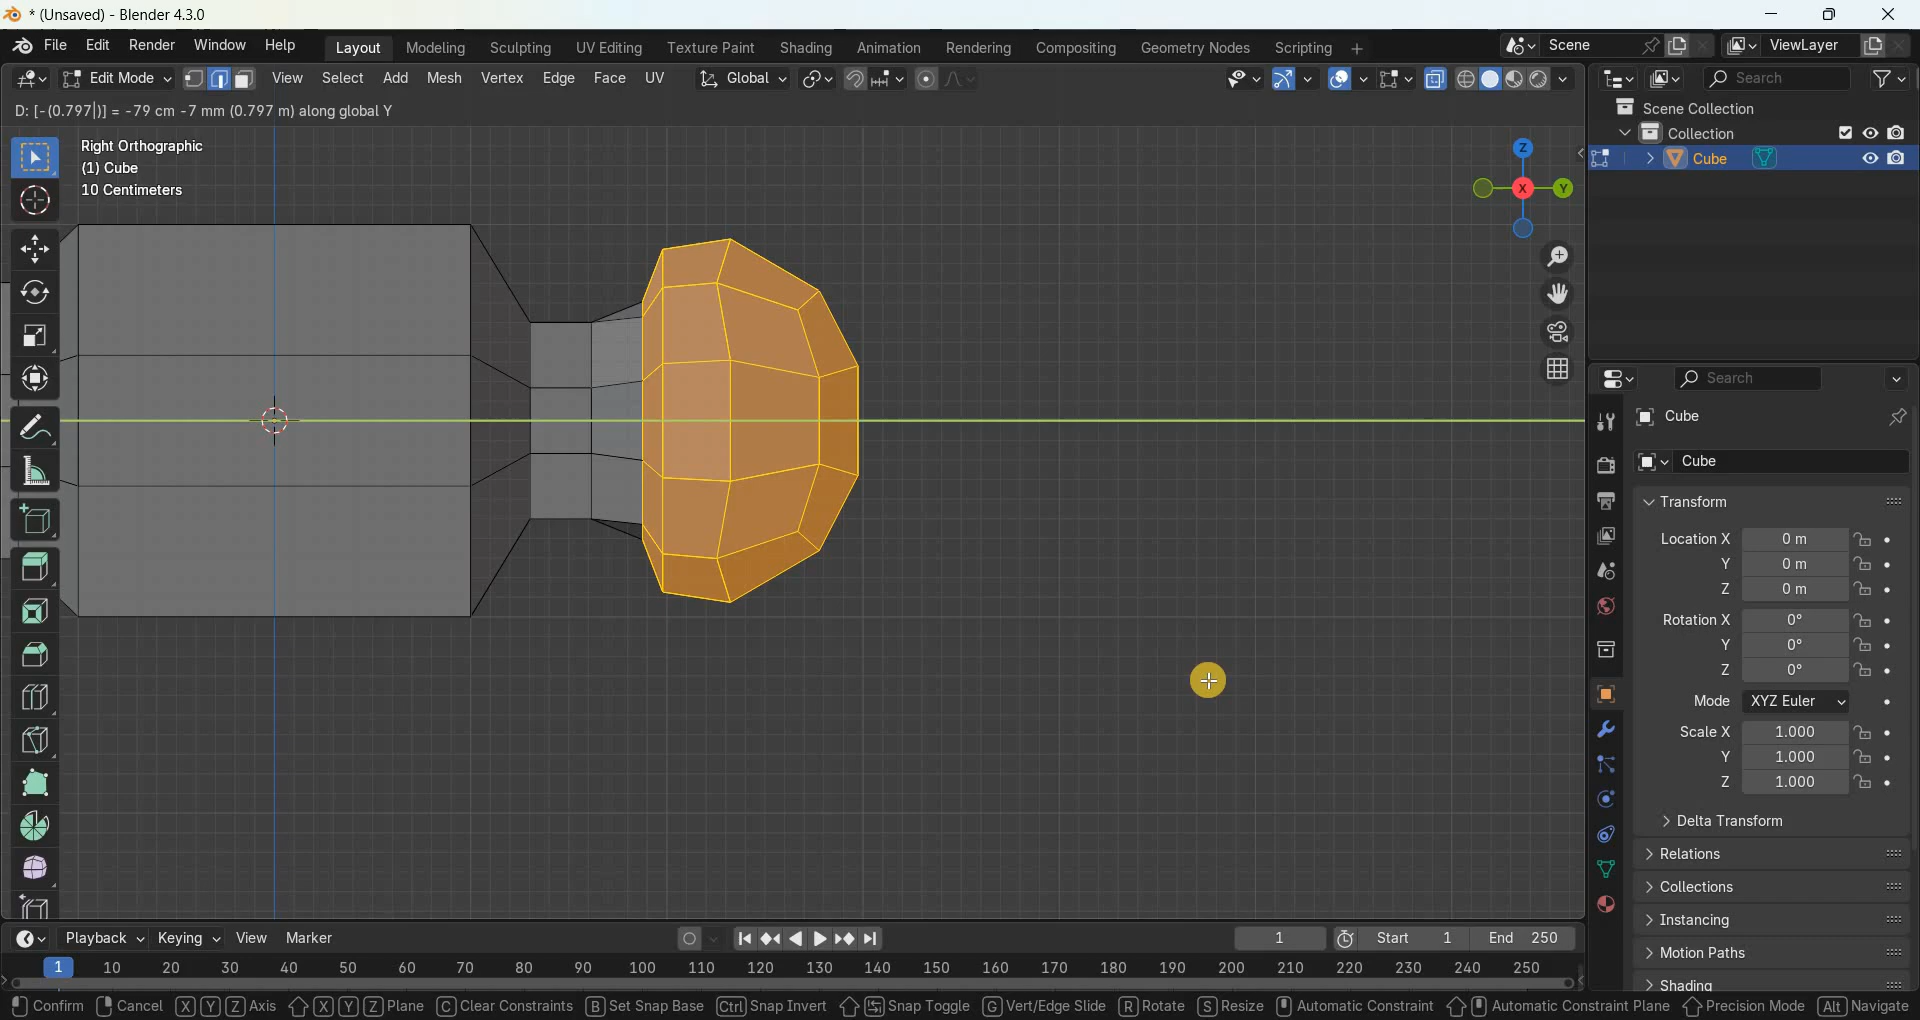 * (Unsaved) - Blender 4.3.0
File Edit Render Window Help Layout Modeling Sculpting UV Editing Texture Paint Shading Animation Rendering Compositing Geometry Nodes Scripting + Scene ViewLayer
Edit Mode View Select Add Mesh Vertex Edge Face UV Global Search
D: [-(0.797|)] = -79 cm -7 mm (0.797 m) along global Y
Scene Collection
Collection
Cube
Right Orthographic
(1) Cube
10 Centimeters
Z
X
Y
Search
Cube
Cube
Transform
Location X 0 m
Y 0 m
Z 0 m
Rotation X 0°
Y 0°
Z 0°
Mode XYZ Euler
Scale X 1.000
Y 1.000
Z 1.000
Delta Transform
Relations
Collections
Instancing
Motion Paths
Shading
Playback Keying View Marker 1 Start 1 End 250
1 10 20 30 40 50 60 70 80 90 100 110 120 130 140 150 160 170 180 190 200 210 220 230 240 250
Confirm Cancel X Y Z Axis X Y Z Plane C Clear Constraints B Set Snap Base Ctrl Snap Invert Snap Toggle G Vert/Edge Slide R Rotate S Resize Automatic Constraint Automatic Constraint Plane Precision Mode Alt Navigate